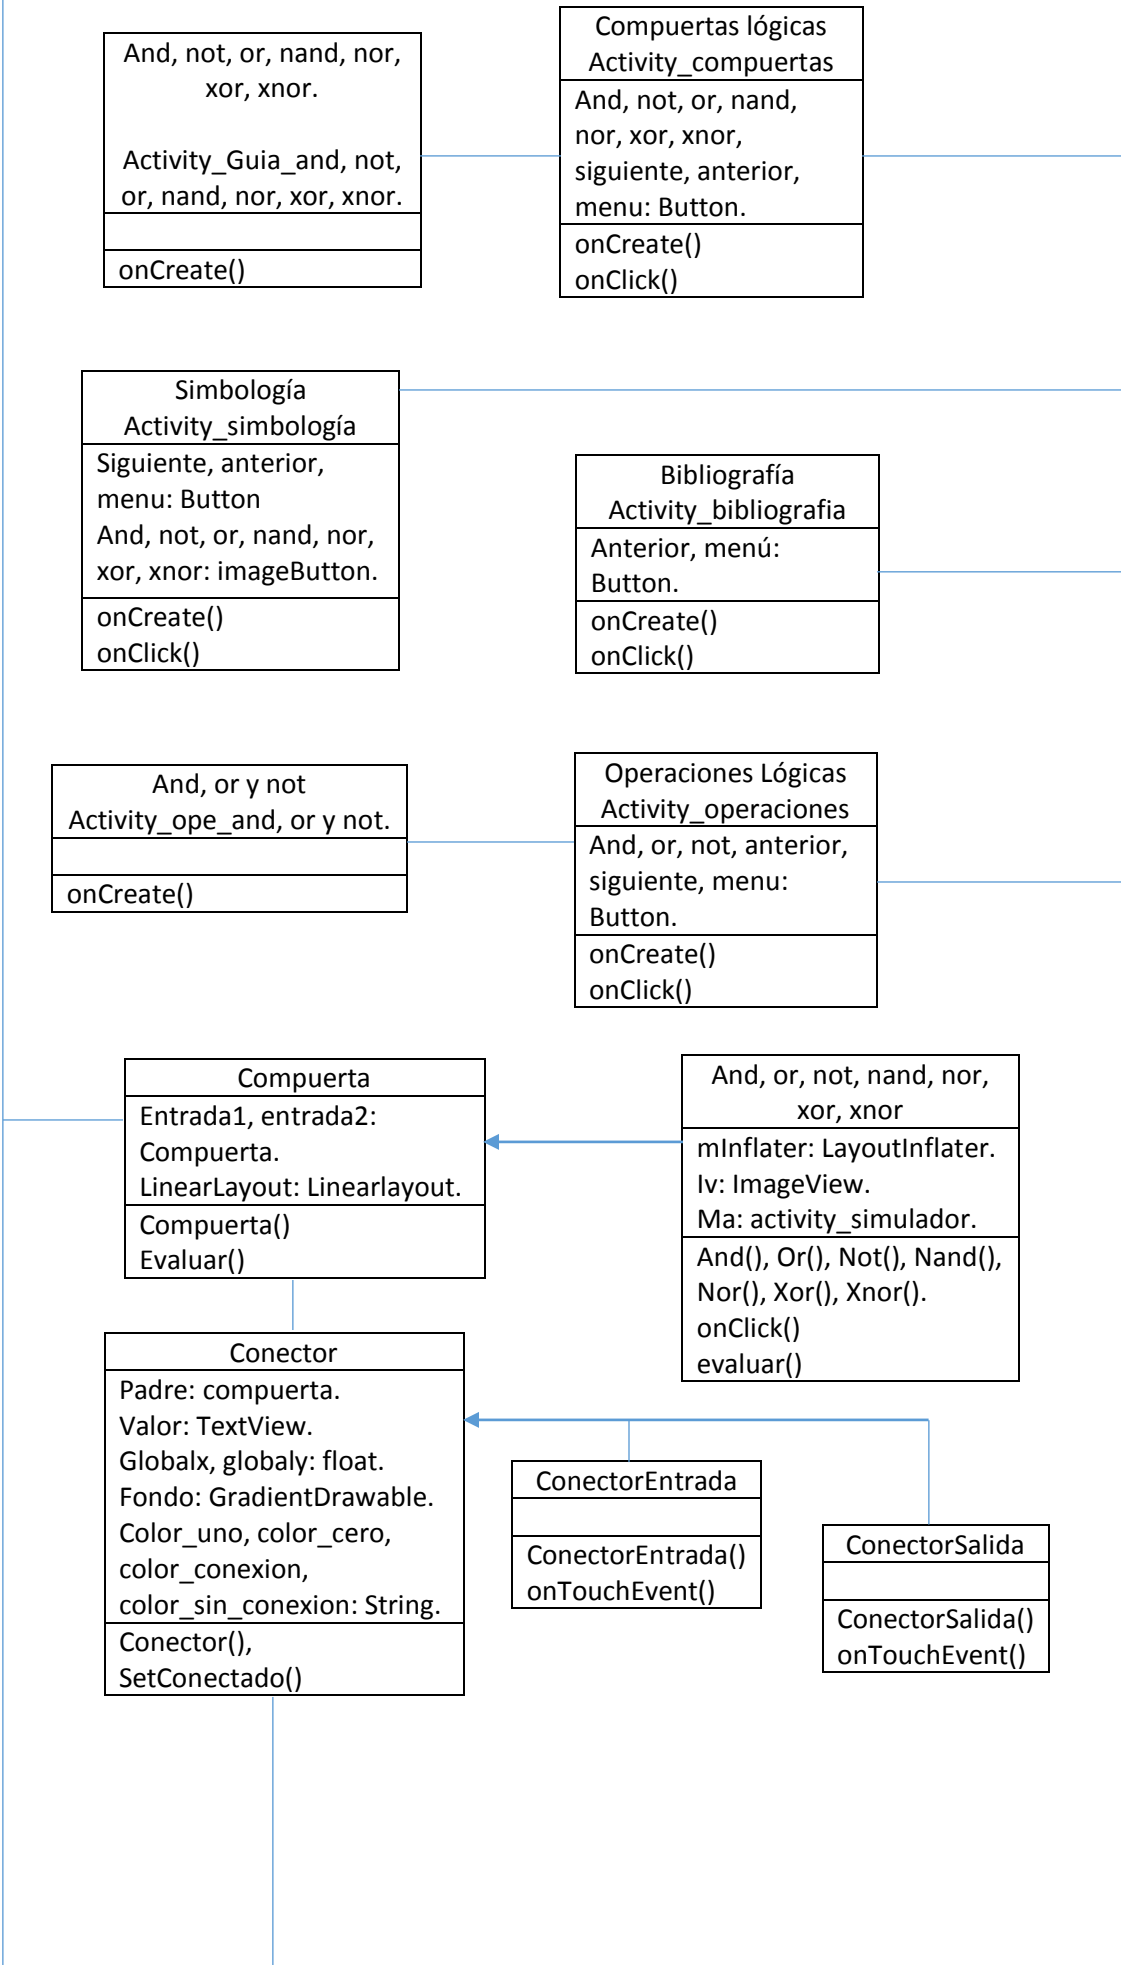 And, not, or, nand, nor,
xor, xnor.
Activity_Guia_and, not,
or, nand, nor, xor, xnor.
onCreate()
Compuertas lógicas
Activity_compuertas
And, not, or, nand,
nor, xor, xnor,
siguiente, anterior,
menu: Button.
onCreate()
onClick()
Simbología
Activity_simbología
Siguiente, anterior,
menu: Button
And, not, or, nand, nor,
xor, xnor: imageButton.
onCreate()
onClick()
Bibliografía
Activity_bibliografia
Anterior, menú:
Button.
onCreate()
onClick()
And, or y not
Activity_ope_and, or y not.
onCreate()
Operaciones Lógicas
Activity_operaciones
And, or, not, anterior,
siguiente, menu:
Button.
onCreate()
onClick()
Compuerta
Entrada1, entrada2:
Compuerta.
LinearLayout: Linearlayout.
Compuerta()
Evaluar()
And, or, not, nand, nor,
xor, xnor
mInflater: LayoutInflater.
Iv: ImageView.
Ma: activity_simulador.
And(), Or(), Not(), Nand(),
Nor(), Xor(), Xnor().
onClick()
evaluar()
Conector
Padre: compuerta.
Valor: TextView.
Globalx, globaly: float.
Fondo: GradientDrawable.
Color_uno, color_cero,
color_conexion,
color_sin_conexion: String.
Conector(),
SetConectado()
ConectorEntrada
ConectorEntrada()
onTouchEvent()
ConectorSalida
ConectorSalida()
onTouchEvent()